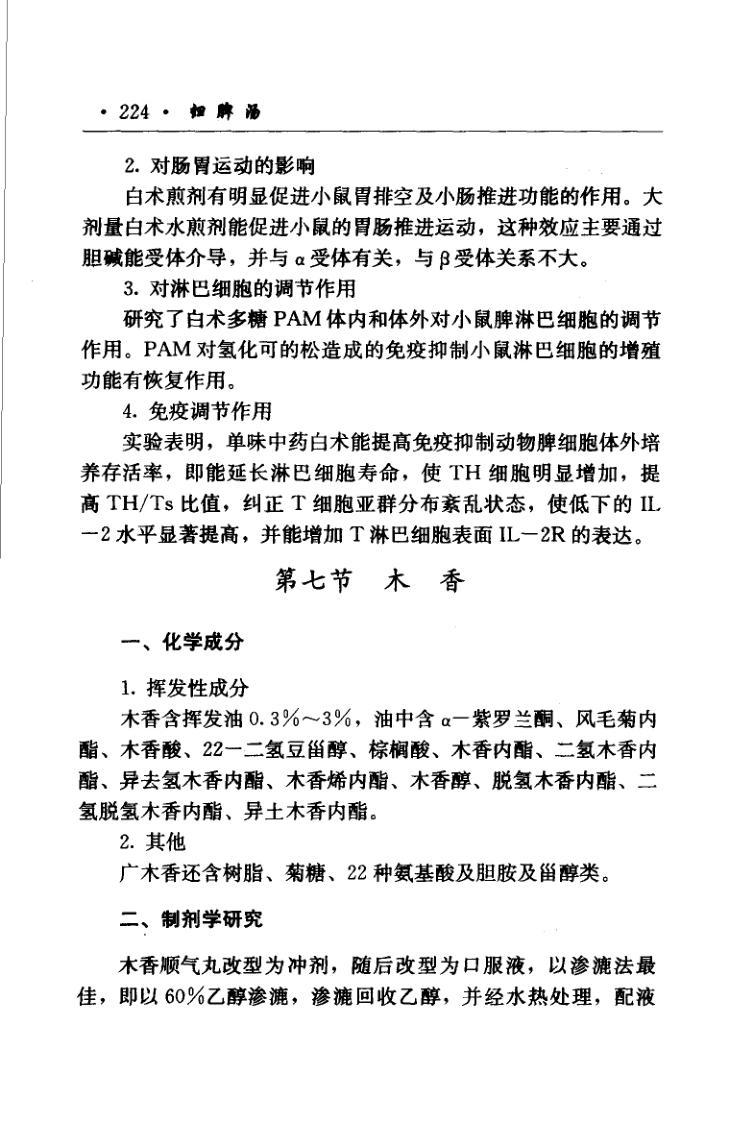 · 224 · 归脾汤
2. 对肠胃运动的影响
白术煎剂有明显促进小鼠胃排空及小肠推进功能的作用。大
剂量白术水煎剂能促进小鼠的胃肠推进运动，这种效应主要通过
胆碱能受体介导，并与α受体有关，与β受体关系不大。
3. 对淋巴细胞的调节作用
研究了白术多糖 PAM 体内和体外对小鼠脾淋巴细胞的调节
作用。PAM 对氢化可的松造成的免疫抑制小鼠淋巴细胞的增殖
功能有恢复作用。
4. 免疫调节作用
实验表明，单味中药白术能提高免疫抑制动物脾细胞体外培
养存活率，即能延长淋巴细胞寿命，使 TH 细胞明显增加，提
高 TH/Ts 比值，纠正 T 细胞亚群分布紊乱状态，使低下的 IL
－2 水平显著提高，并能增加 T 淋巴细胞表面 IL－2R 的表达。
第七节 木 香
一、化学成分
1. 挥发性成分
木香含挥发油 0.3％～3％，油中含 α－紫罗兰酮、风毛菊内
酯、木香酸、22－二氢豆甾醇、棕榈酸、木香内酯、二氢木香内
酯、异去氢木香内酯、木香烯内酯、木香醇、脱氢木香内酯、二
氢脱氢木香内酯、异土木香内酯。
2. 其他
广木香还含树脂、菊糖、22 种氨基酸及胆胺及甾醇类。
二、制剂学研究
木香顺气丸改型为冲剂，随后改型为口服液，以渗漉法最
佳，即以 60％乙醇渗漉，渗漉回收乙醇，并经水热处理，配液